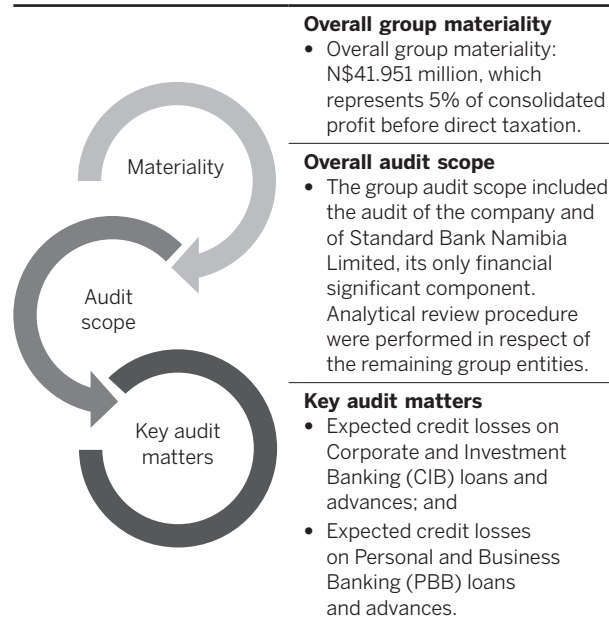 Materiality
Audit
scope
Key audit
matters
Overall group materiality
• Overall group materiality:
N$41.951 million, which
represents 5% of consolidated
profit before direct taxation.
Overall audit scope
• The group audit scope included
the audit of the company and
of Standard Bank Namibia
Limited, its only financial
significant component.
Analytical review procedure
were performed in respect of
the remaining group entities.
Key audit matters
• Expected credit losses on
Corporate and Investment
Banking (CIB) loans and
advances; and
• Expected credit losses
on Personal and Business
Banking (PBB) loans
and advances.